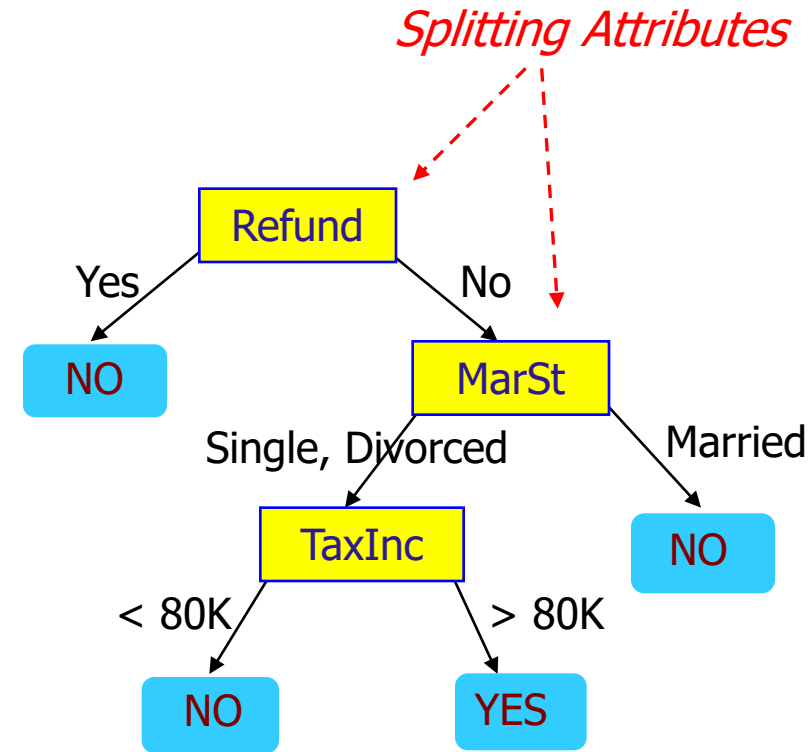 Splitting Attributes
Refund
Yes
No
NO
MarSt
Single, Divorced
Married
TaxInc
NO
< 80K
> 80K
NO
YES